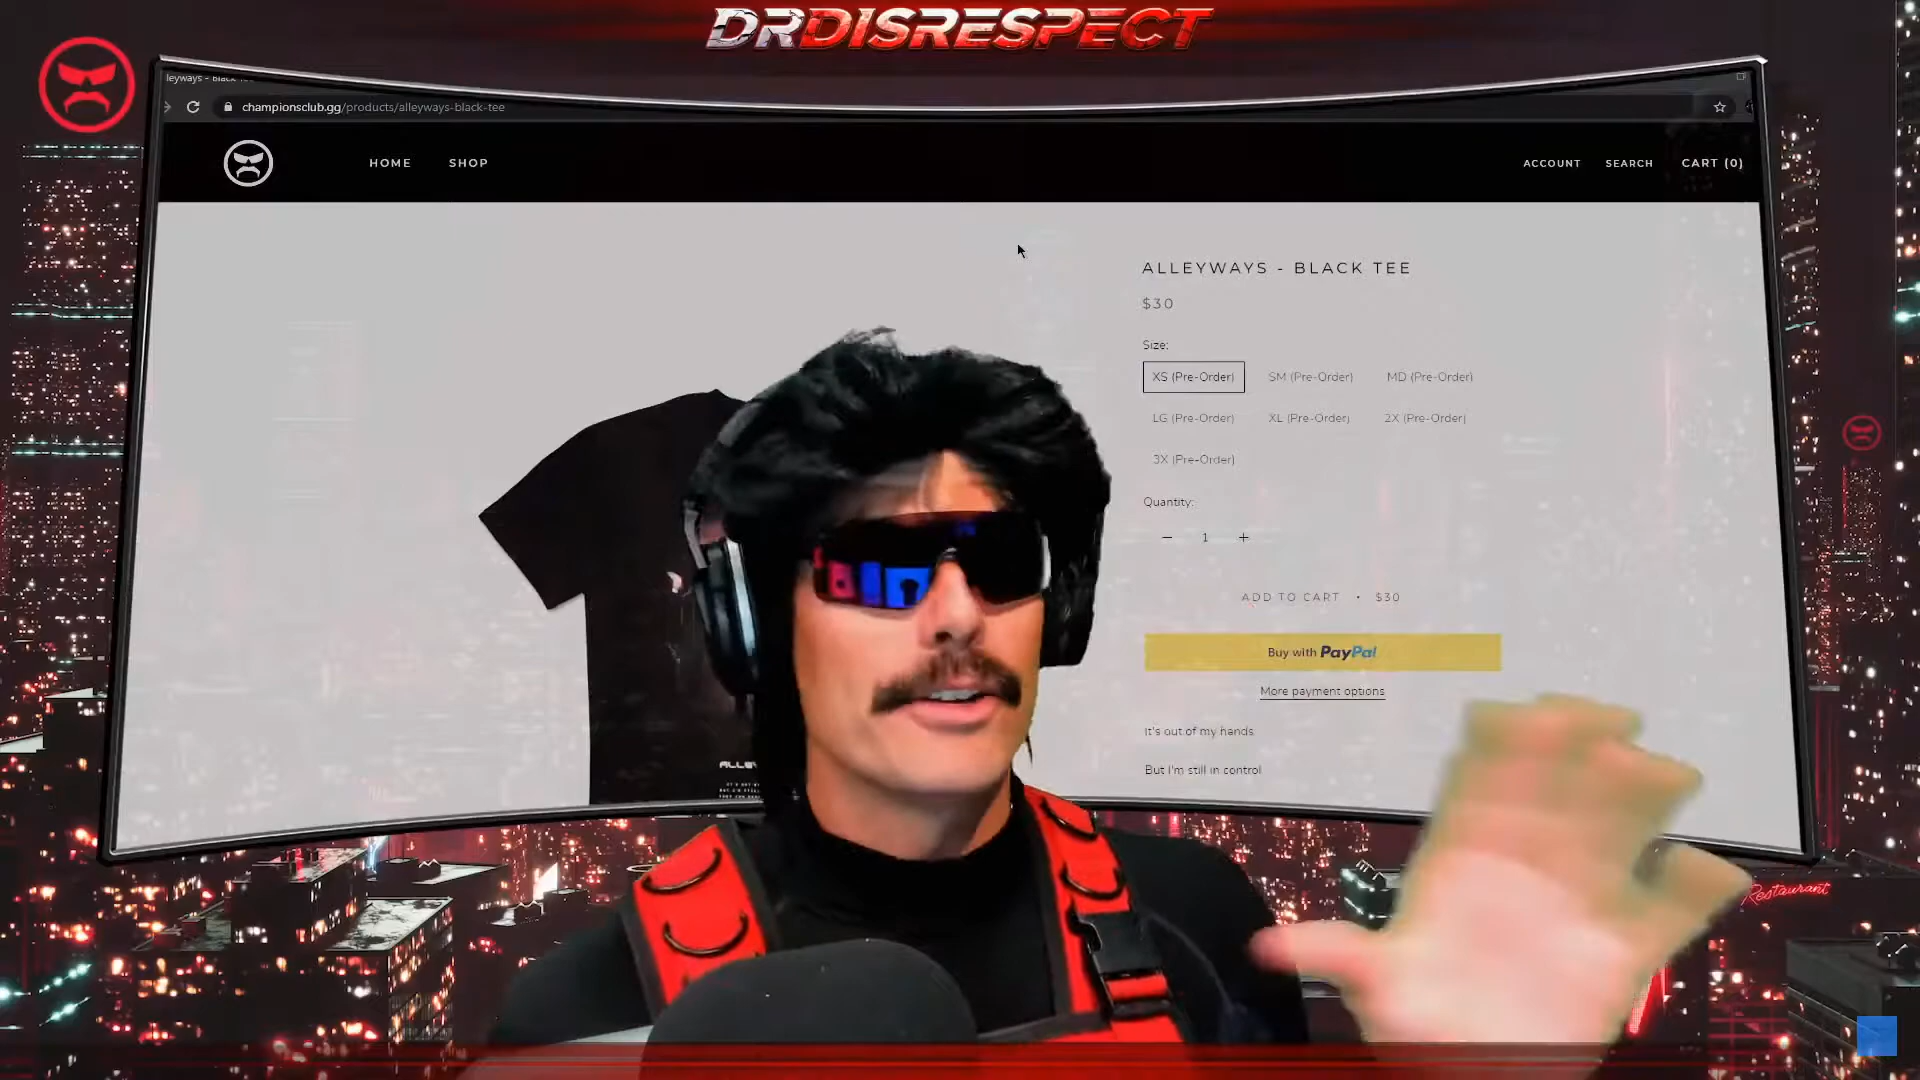 DRDISRESPECT
championsclub.gg/products/alleyways-black-tee
HOME SHOP ACCOUNT SEARCH CART (0)
ALLEYWAYS - BLACK TEE
$30
Size:
XS (Pre-Order) SM (Pre-Order) MD (Pre-Order)
LG (Pre-Order) XL (Pre-Order) 2X (Pre-Order)
3X (Pre-Order)
Quantity:
− 1 +
ADD TO CART • $30
Buy with PayPal
More payment options
It's out of my hands
But I'm still in control
Restaurant